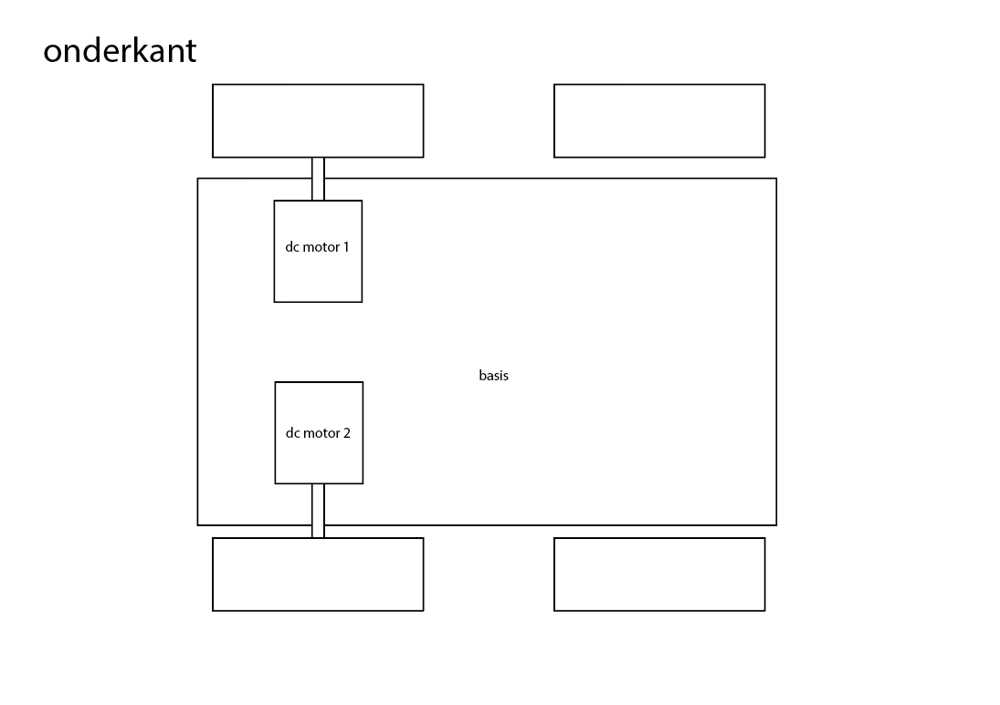 onderkant
dc motor 1
basis
dc motor 2